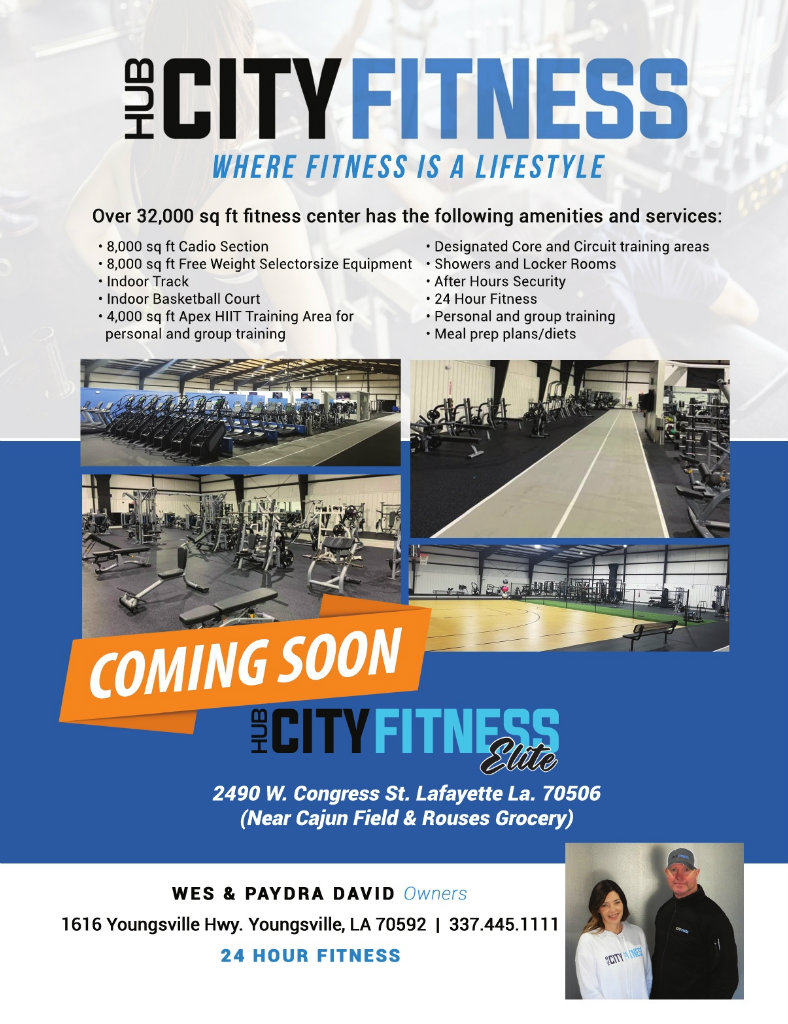 HUB CITY FITNESS
WHERE FITNESS IS A LIFESTYLE
Over 32,000 sq ft fitness center has the following amenities and services:
• 8,000 sq ft Cadio Section
• 8,000 sq ft Free Weight Selectorsize Equipment
• Indoor Track
• Indoor Basketball Court
• 4,000 sq ft Apex HIIT Training Area for
personal and group training
• Designated Core and Circuit training areas
• Showers and Locker Rooms
• After Hours Security
• 24 Hour Fitness
• Personal and group training
• Meal prep plans/diets
COMING SOON
HUB CITY FITNESS
Elite
2490 W. Congress St. Lafayette La. 70506
(Near Cajun Field & Rouses Grocery)
WES & PAYDRA DAVID Owners
1616 Youngsville Hwy. Youngsville, LA 70592 | 337.445.1111
24 HOUR FITNESS
CITY